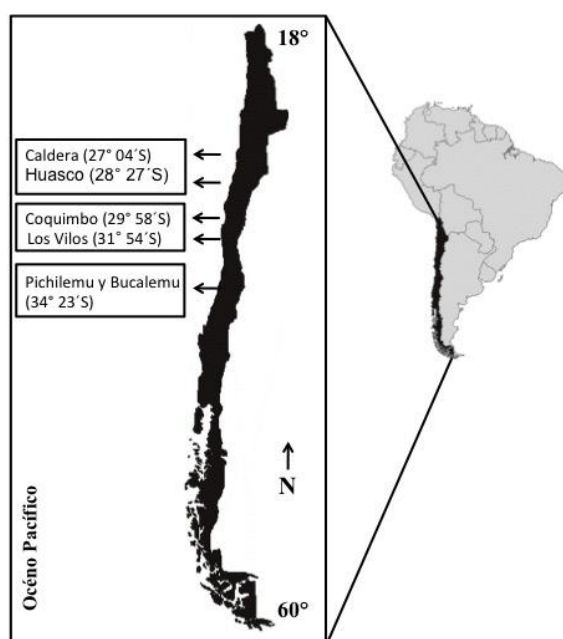 18°
Caldera (27° 04´S)
Huasco (28° 27´S)
Coquimbo (29° 58´S)
Los Vilos (31° 54´S)
Pichilemu y Bucalemu
(34° 23´S)
N
Océno Pacífico
60°